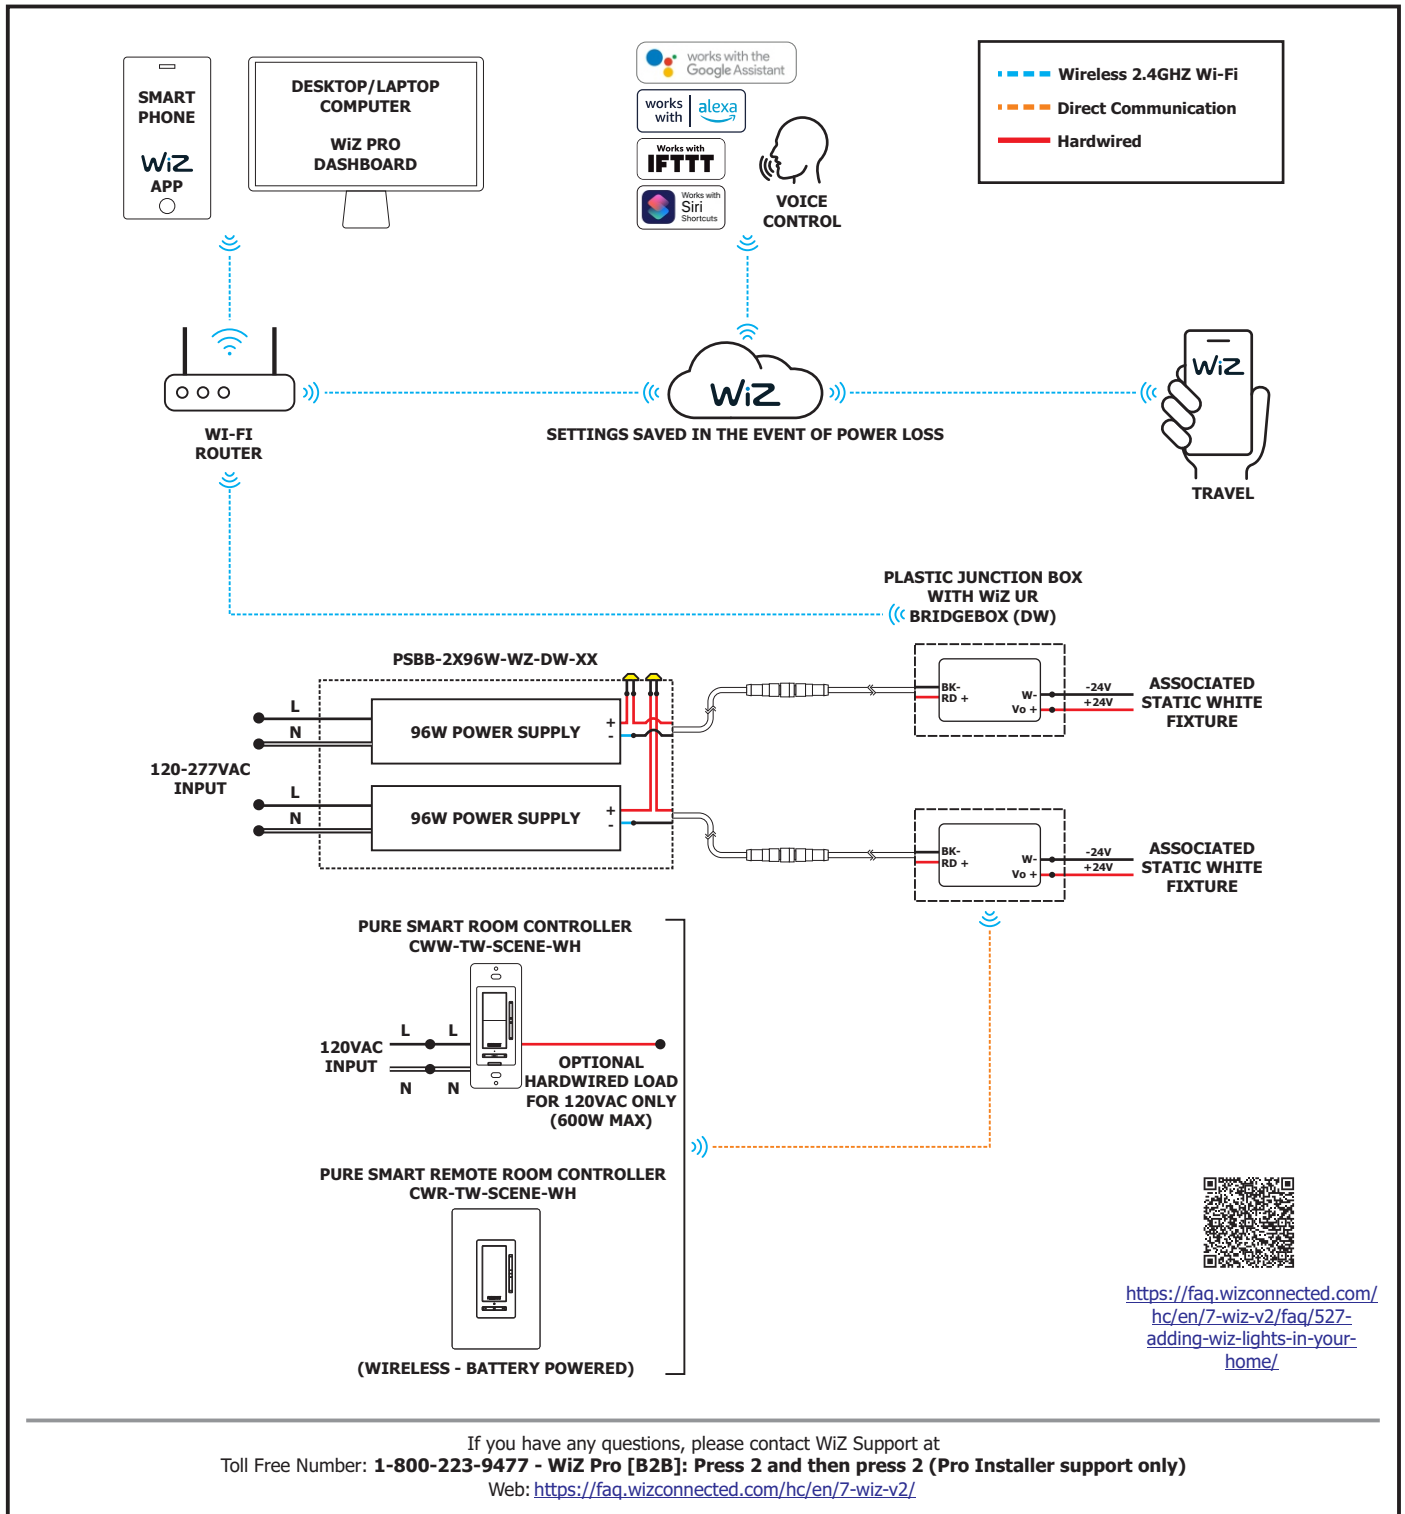 SMART
PHONE
WiZ
APP
DESKTOP/LAPTOP
COMPUTER
WiZ PRO
DASHBOARD
works with the
Google Assistant
works
with
alexa
Works with
IFTTT
Works with
Siri
Shortcuts
VOICE
CONTROL
Wireless 2.4GHZ Wi-Fi
Direct Communication
Hardwired
WI-FI
ROUTER
WiZ
SETTINGS SAVED IN THE EVENT OF POWER LOSS
WiZ
TRAVEL
PLASTIC JUNCTION BOX
WITH WiZ UR
BRIDGEBOX (DW)
PSBB-2X96W-WZ-DW-XX
120-277VAC
INPUT
L
N
96W POWER SUPPLY
+
-
L
N
96W POWER SUPPLY
+
-
BK-
RD +
W-
Vo +
-24V
+24V
ASSOCIATED
STATIC WHITE
FIXTURE
BK-
RD +
W-
Vo +
-24V
+24V
ASSOCIATED
STATIC WHITE
FIXTURE
PURE SMART ROOM CONTROLLER
CWW-TW-SCENE-WH
120VAC
INPUT
L L
N N
OPTIONAL
HARDWIRED LOAD
FOR 120VAC ONLY
(600W MAX)
PURE SMART REMOTE ROOM CONTROLLER
CWR-TW-SCENE-WH
(WIRELESS - BATTERY POWERED)
https://faq.wizconnected.com/
hc/en/7-wiz-v2/faq/527-
adding-wiz-lights-in-your-
home/
If you have any questions, please contact WiZ Support at
Toll Free Number: 1-800-223-9477 - WiZ Pro [B2B]: Press 2 and then press 2 (Pro Installer support only)
Web: https://faq.wizconnected.com/hc/en/7-wiz-v2/